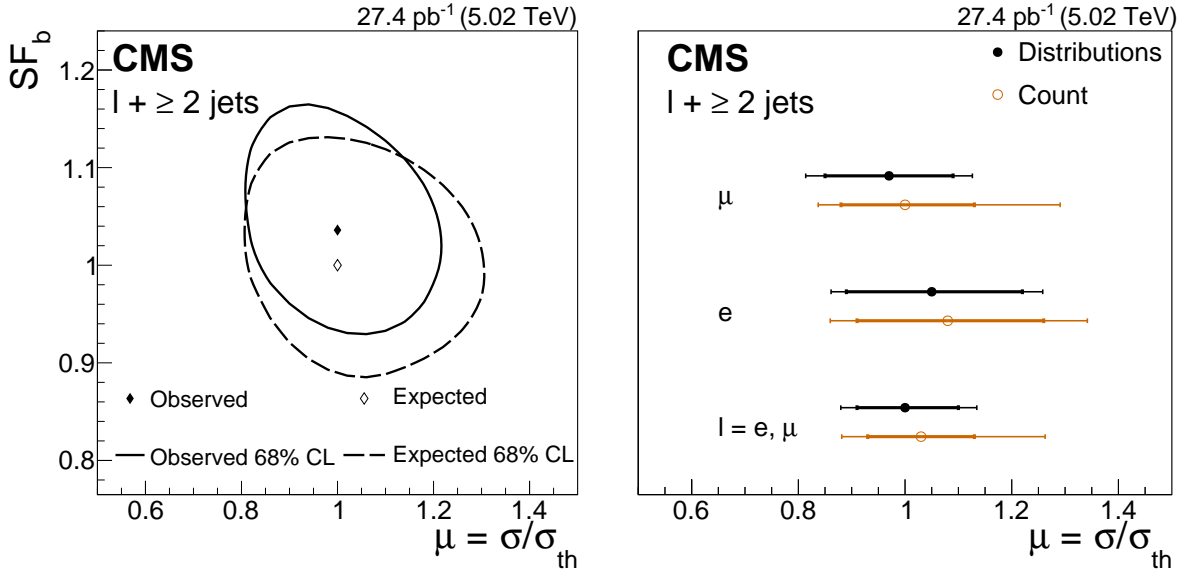 27.4 pb⁻¹ (5.02 TeV)
SF_b
CMS
l + ≥ 2 jets
1.2
1.1
1
0.9
0.8
Observed
Expected
Observed 68% CL
Expected 68% CL
0.6 0.8 1 1.2 1.4
μ = σ/σ_th
27.4 pb⁻¹ (5.02 TeV)
CMS
l + ≥ 2 jets
Distributions
Count
μ
e
l = e, μ
0.6 0.8 1 1.2 1.4
μ = σ/σ_th